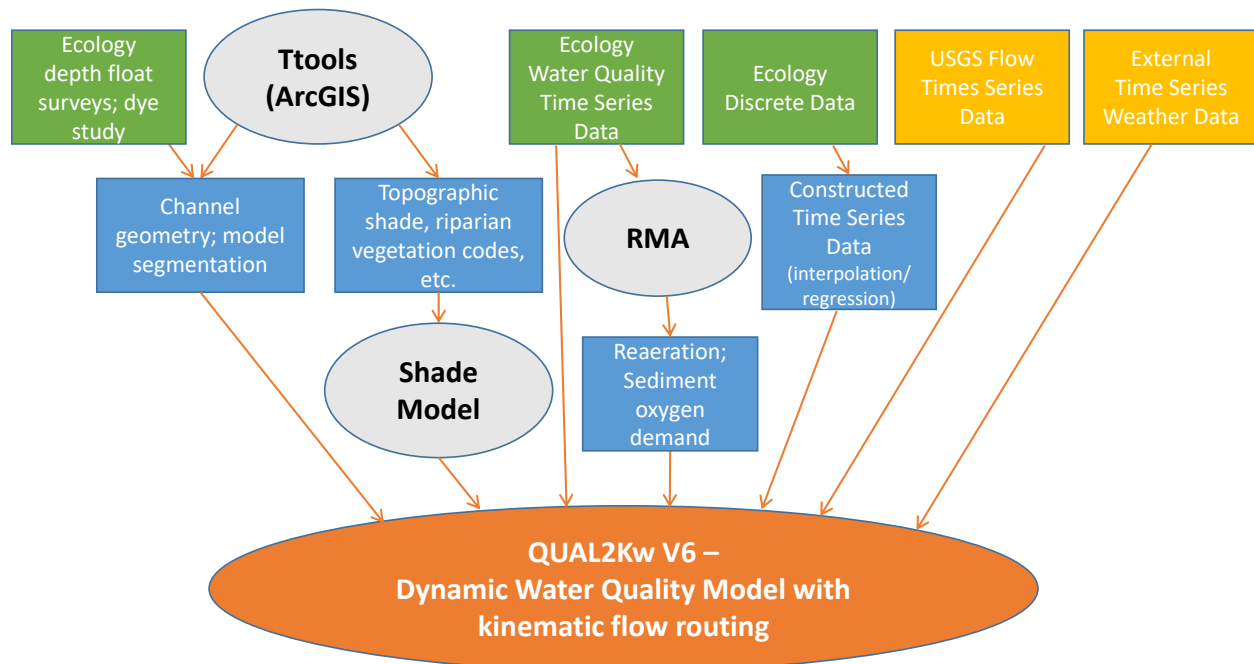 Ecology
depth float
surveys; dye
study
Ttools
(ArcGIS)
Ecology
Water Quality
Time Series
Data
Ecology
Discrete Data
USGS Flow
Times Series
Data
External
Time Series
Weather Data
Channel
geometry; model
segmentation
Topographic
shade, riparian
vegetation codes,
etc.
RMA
Constructed
Time Series
Data
(interpolation/
regression)
Shade
Model
Reaeration;
Sediment
oxygen
demand
QUAL2Kw V6 –
Dynamic Water Quality Model with
kinematic flow routing